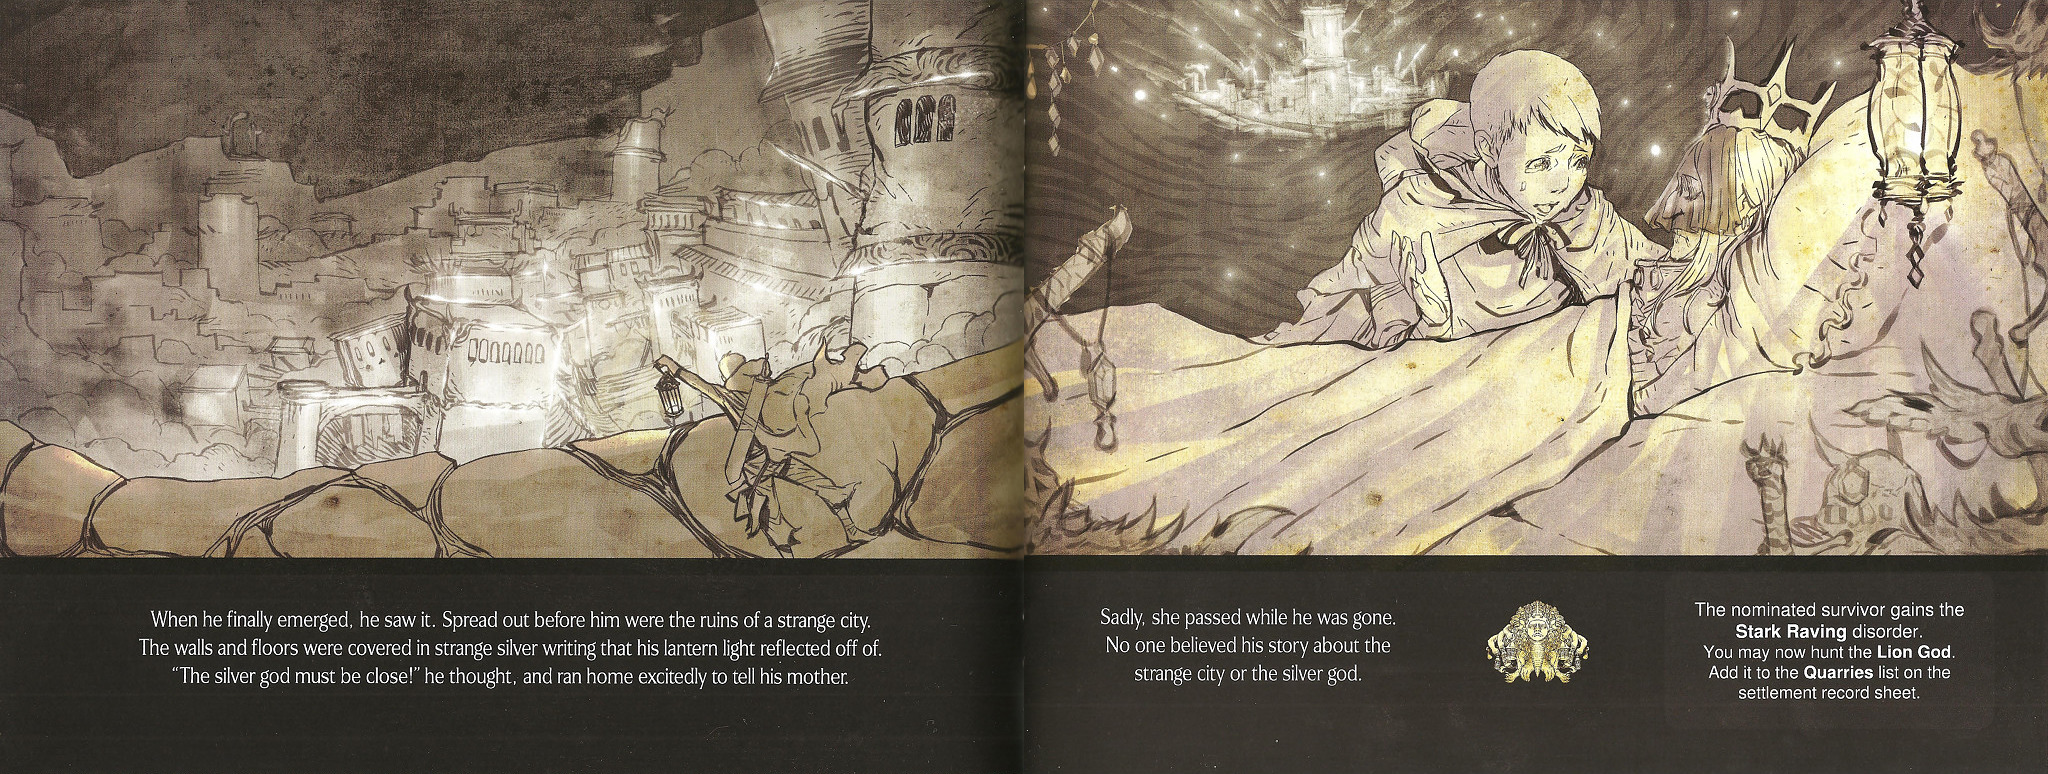 When he finally emerged, he saw it. Spread out before him were the ruins of a strange city.
The walls and floors were covered in strange silver writing that his lantern light reflected off of.
“The silver god must be close!” he thought, and ran home excitedly to tell his mother.
Sadly, she passed while he was gone.
No one believed his story about the
strange city or the silver god.
The nominated survivor gains the
Stark Raving disorder.
You may now hunt the Lion God.
Add it to the Quarries list on the
settlement record sheet.